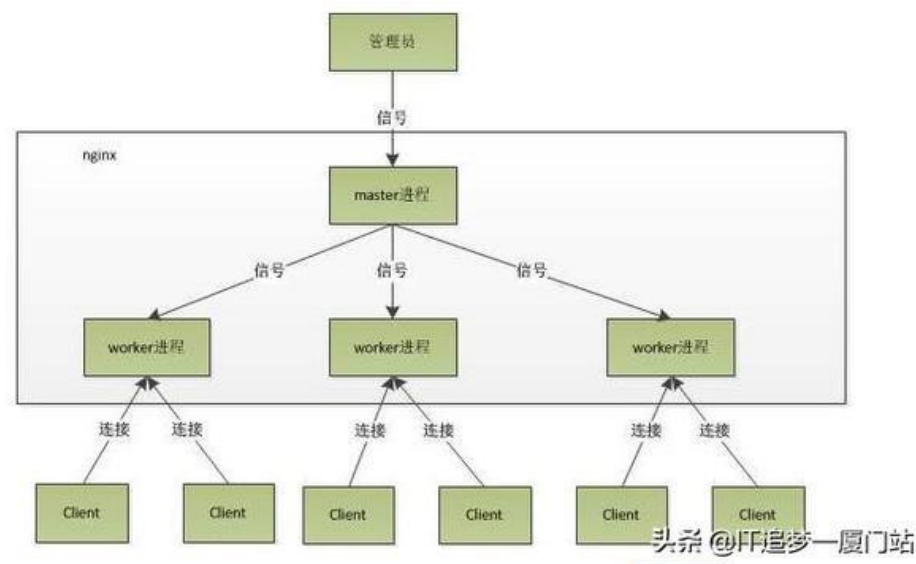 管理员
信号
nginx
master进程
信号
信号
信号
worker进程
worker进程
worker进程
连接
连接
连接
连接
连接
连接
Client
Client
Client
Client
Client
Client
头条 @IT追梦—厦门站